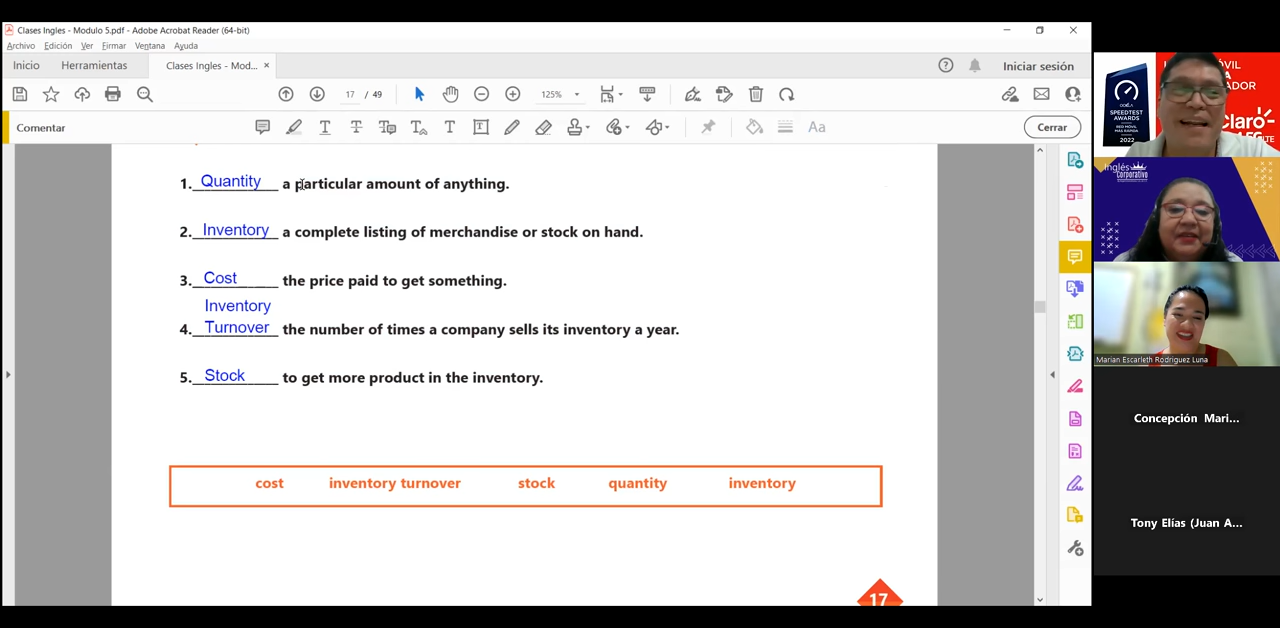 Clases Ingles - Modulo 5.pdf - Adobe Acrobat Reader (64-bit)
Archivo Edición Ver Firmar Ventana Ayuda
Inicio Herramientas Clases Ingles - Mod... × Iniciar sesión
17 / 49 125%
Comentar Aa Cerrar
1. Quantity a particular amount of anything.
2. Inventory a complete listing of merchandise or stock on hand.
3. Cost the price paid to get something.
Inventory
4. Turnover the number of times a company sells its inventory a year.
5. Stock to get more product in the inventory.
cost inventory turnover stock quantity inventory
17
SPEEDTEST
AWARDS
2022
Claro
Inglés
Corporativo
Marian Escarleth Rodriguez Luna
Concepción Mari...
Tony Elías (Juan A...